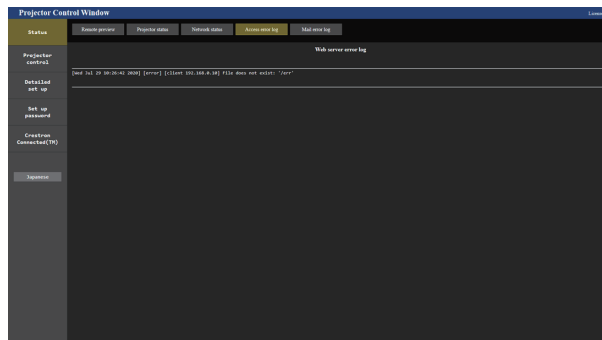 Projector Control Window
Status
Remote preview
Projector status
Network status
Access error log
Mail error log
Web server error log
[Wed Jul 29 10:26:42 2020] [error] [client 192.168.0.10] File does not exist: '/err'
Projector
control
Detailed
set up
Set up
password
Crestron
Connected(TM)
Japanese